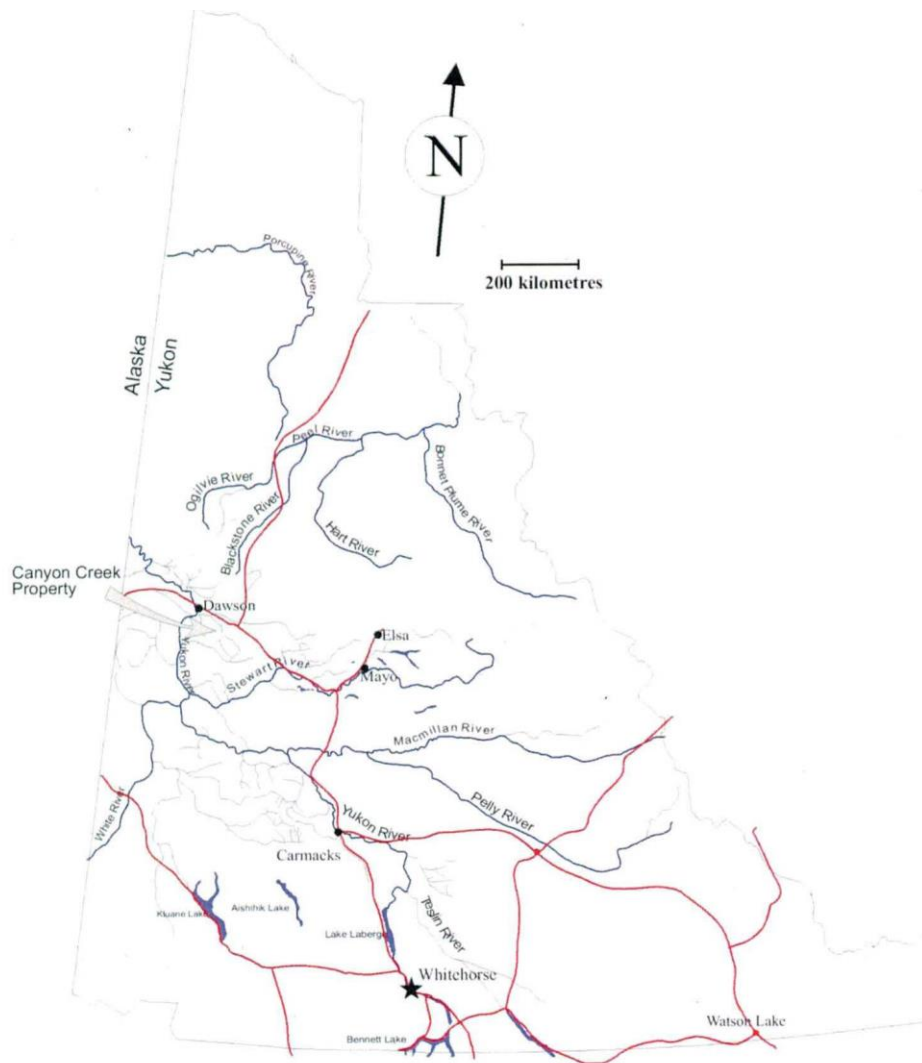 N
200 kilometres
Porcupine River
Alaska
Yukon
Peel River
Ogilvie River
Blackstone River
Hart River
Bonnet Plume River
Canyon Creek
Property
Dawson
Elsa
Yukon River
Stewart River
Mayo
Macmillan River
White River
Pelly River
Yukon River
Carmacks
Kluane Lake
Aishihik Lake
Teslin River
Lake Laberge
Whitehorse
Bennett Lake
Watson Lake